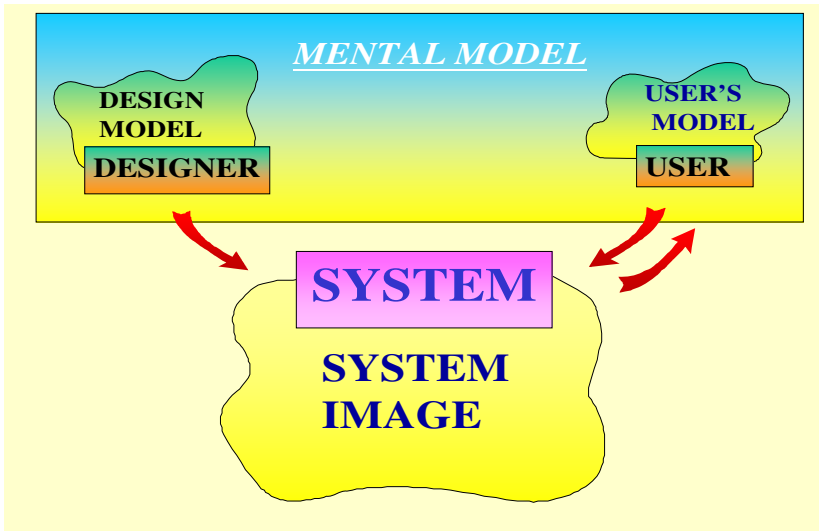 MENTAL MODEL
DESIGN
MODEL
DESIGNER
USER'S
MODEL
USER
SYSTEM
SYSTEM
IMAGE